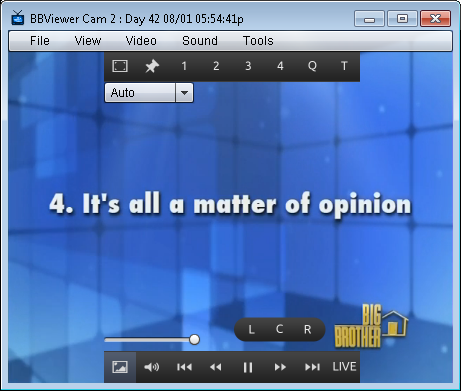 BBViewer Cam 2 : Day 42 08/01 05:54:41p
File View Video Sound Tools
1 2 3 4 Q T
Auto
4. It's all a matter of opinion
L C R
BIG
BROTHER
LIVE